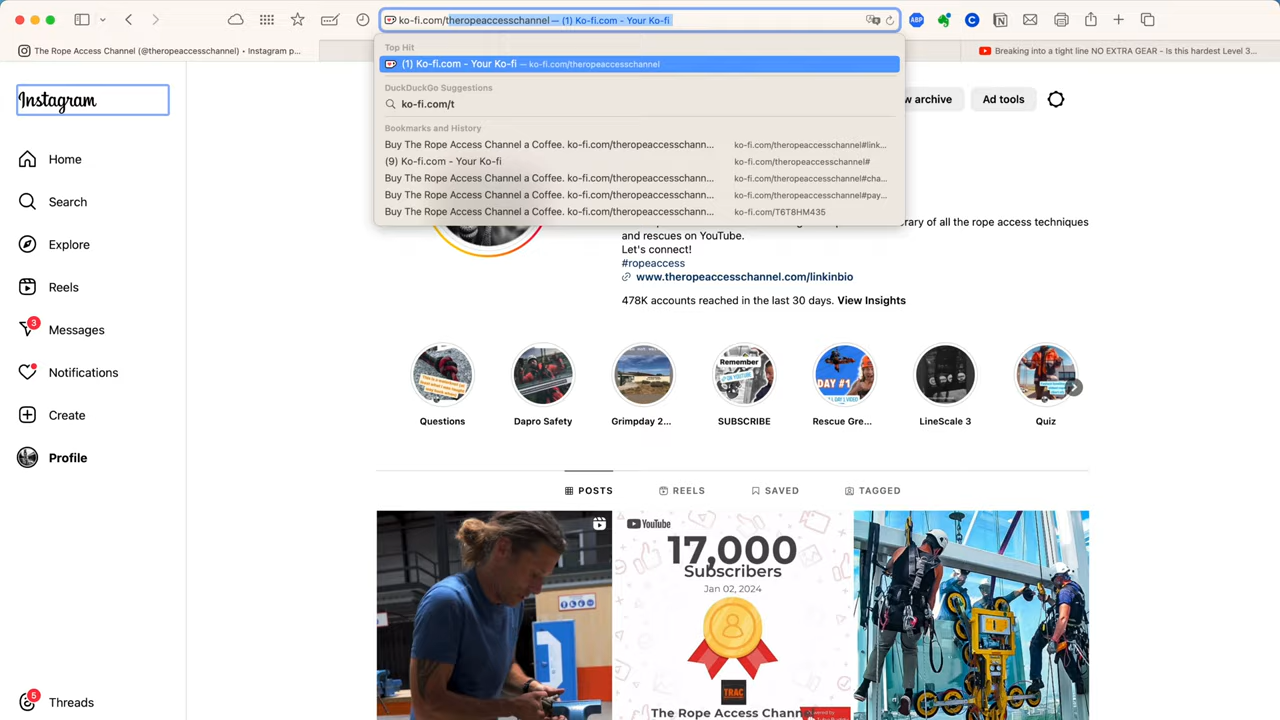 ko-fi.com/theropeaccesschannel — (1) Ko-fi.com - Your Ko-fi
ABP
The Rope Access Channel (@theropeaccesschannel) • Instagram p...
Breaking into a tight line NO EXTRA GEAR - Is this hardest Level 3...
Top Hit
(1) Ko-fi.com - Your Ko-fi — ko-fi.com/theropeaccesschannel
DuckDuckGo Suggestions
ko-fi.com/t
Bookmarks and History
Buy The Rope Access Channel a Coffee. ko-fi.com/theropeaccesschann... ko-fi.com/theropeaccesschannel#link...
(9) Ko-fi.com - Your Ko-fi ko-fi.com/theropeaccesschannel#
Buy The Rope Access Channel a Coffee. ko-fi.com/theropeaccesschann... ko-fi.com/theropeaccesschannel#cha...
Buy The Rope Access Channel a Coffee. ko-fi.com/theropeaccesschann... ko-fi.com/theropeaccesschannel#pay...
Buy The Rope Access Channel a Coffee. ko-fi.com/theropeaccesschann... ko-fi.com/T6T8HM435
Instagram
w archive
Ad tools
Home
Search
Explore
Reels
3
Messages
Notifications
Create
Profile
5
Threads
rary of all the rope access techniques
and rescues on YouTube.
Let's connect!
#ropeaccess
www.theropeaccesschannel.com/linkinbio
478K accounts reached in the last 30 days. View Insights
Remember
SUBSCRIBE
DAY #1
Questions
Dapro Safety
Grimpday 2...
SUBSCRIBE
Rescue Gre...
LineScale 3
Quiz
POSTS
REELS
SAVED
TAGGED
YouTube
17,000
Subscribers
Jan 02, 2024
TRAC
The Rope Access Chann